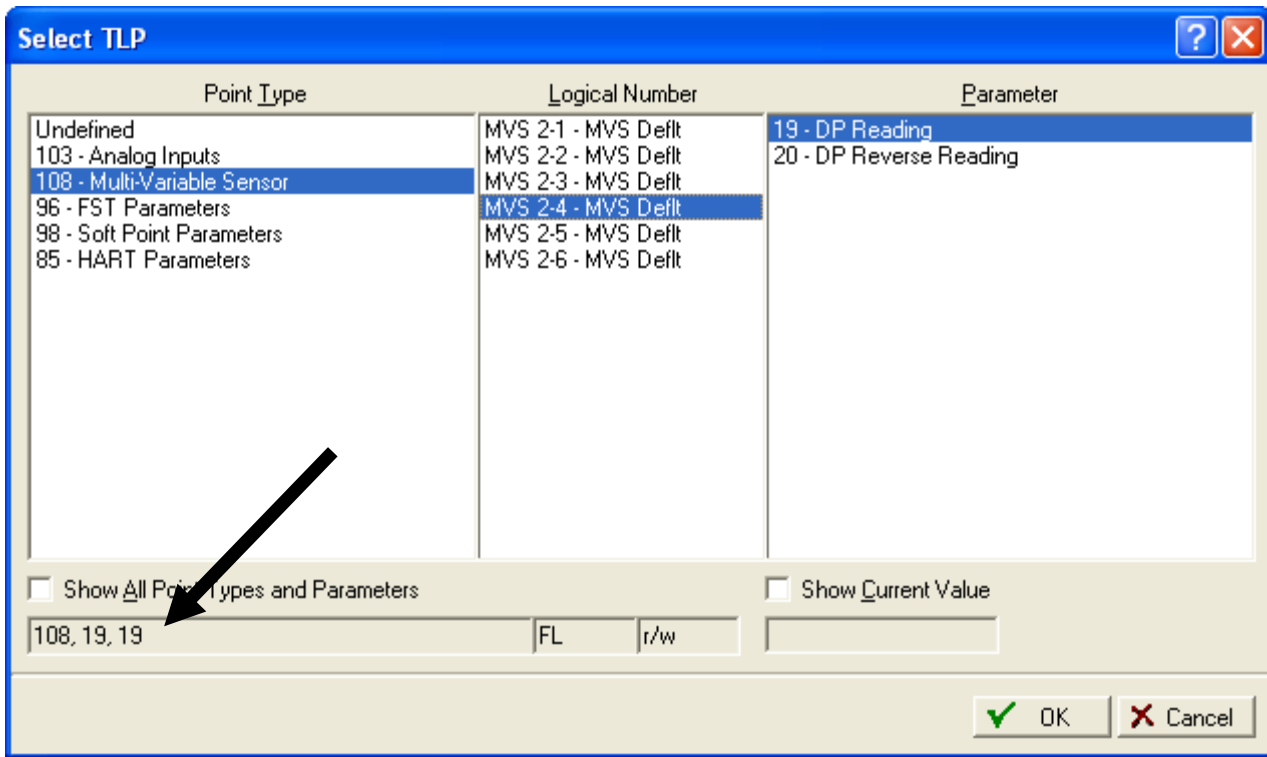 Select TLP
Point Type
Logical Number
Parameter
Undefined
103 - Analog Inputs
108 - Multi-Variable Sensor
96 - FST Parameters
98 - Soft Point Parameters
85 - HART Parameters
MVS 2-1 - MVS Deflt
MVS 2-2 - MVS Deflt
MVS 2-3 - MVS Deflt
MVS 2-4 - MVS Deflt
MVS 2-5 - MVS Deflt
MVS 2-6 - MVS Deflt
19 - DP Reading
20 - DP Reverse Reading
Show All Point Types and Parameters
Show Current Value
108, 19, 19
FL
r/w
OK
Cancel